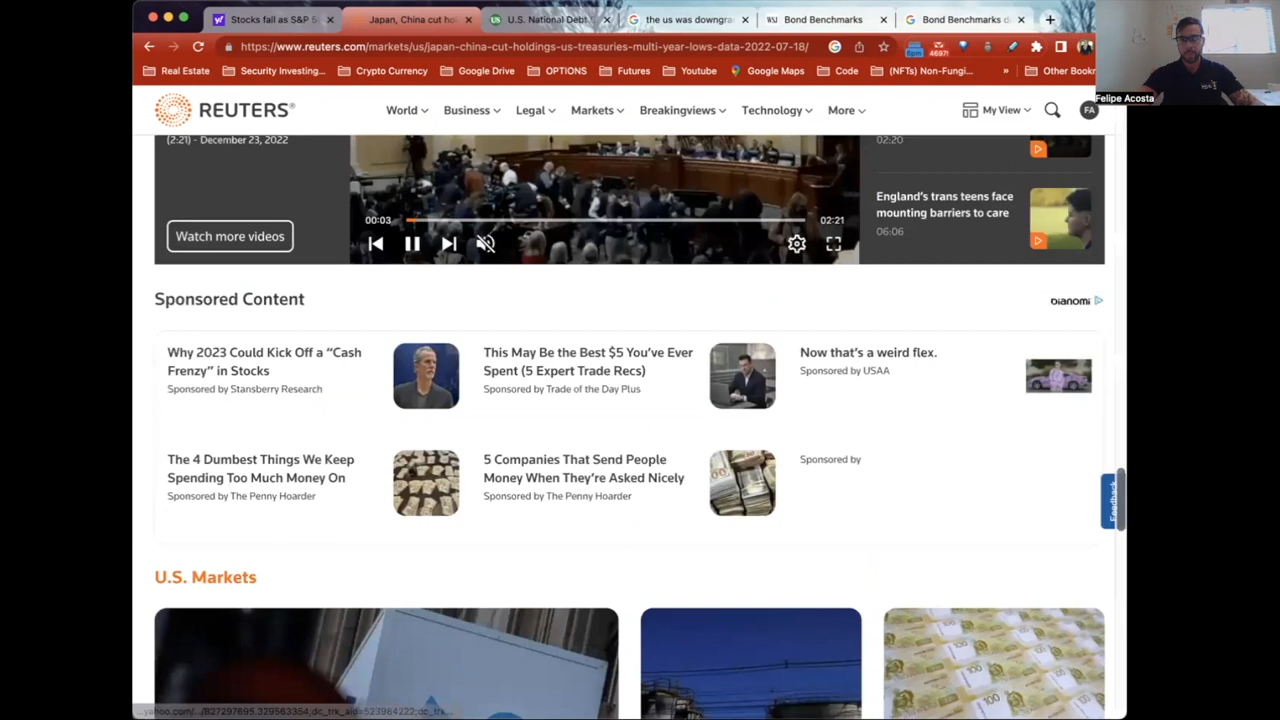 Stocks fall as S&P 5
Japan, China cut ho
U.S. National Debt
the us was downgra
WSJ Bond Benchmarks
Bond Benchmarks d
https://www.reuters.com/markets/us/japan-china-cut-holdings-us-treasuries-multi-year-lows-data-2022-07-18/
Real Estate
Security Investing...
Crypto Currency
Google Drive
OPTIONS
Futures
Youtube
Google Maps
Code
(NFTs) Non-Fungi...
»
Other Bookr
Felipe Acosta
REUTERS®
World
Business
Legal
Markets
Breakingviews
Technology
More
My View
FA
(2:21) - December 23, 2022
Watch more videos
00:03
02:21
02:20
England's trans teens face
mounting barriers to care
06:06
Sponsored Content
DIANOMI
Why 2023 Could Kick Off a “Cash
Frenzy” in Stocks
Sponsored by Stansberry Research
This May Be the Best $5 You've Ever
Spent (5 Expert Trade Recs)
Sponsored by Trade of the Day Plus
Now that's a weird flex.
Sponsored by USAA
The 4 Dumbest Things We Keep
Spending Too Much Money On
Sponsored by The Penny Hoarder
5 Companies That Send People
Money When They're Asked Nicely
Sponsored by The Penny Hoarder
Sponsored by
Feedback
U.S. Markets